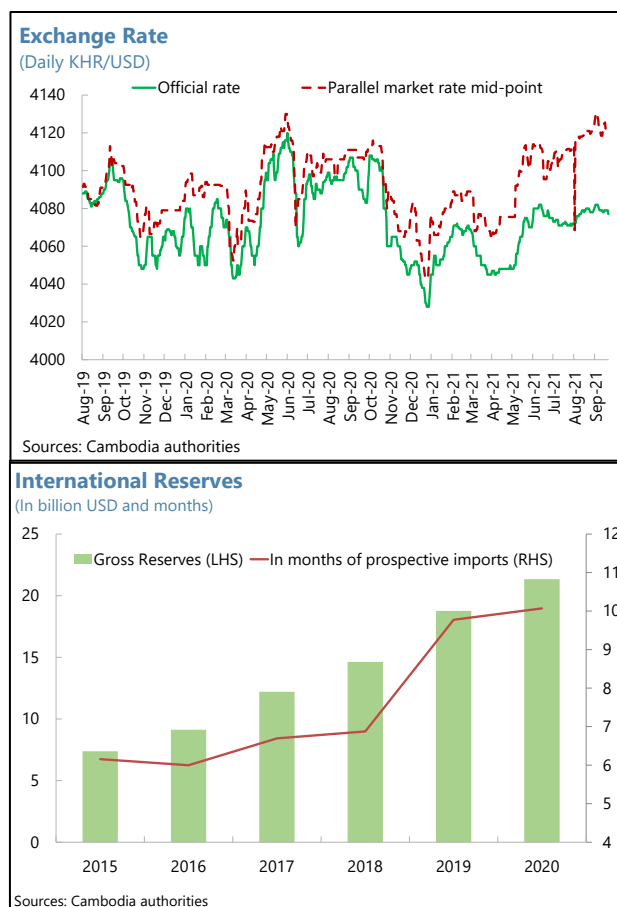 Exchange Rate
(Daily KHR/USD)
Official rate
Parallel market rate mid-point
4140
4120
4100
4080
4060
4040
4020
4000
Aug-19
Sep-19
Oct-19
Nov-19
Dec-19
Jan-20
Feb-20
Mar-20
Apr-20
May-20
Jun-20
Jul-20
Aug-20
Sep-20
Oct-20
Nov-20
Dec-20
Jan-21
Feb-21
Mar-21
Apr-21
May-21
Jun-21
Jul-21
Aug-21
Sep-21
Sources: Cambodia authorities
International Reserves
(In billion USD and months)
Gross Reserves (LHS)
In months of prospective imports (RHS)
25
20
15
10
5
0
12
11
10
9
8
7
6
5
4
2015
2016
2017
2018
2019
2020
Sources: Cambodia authorities